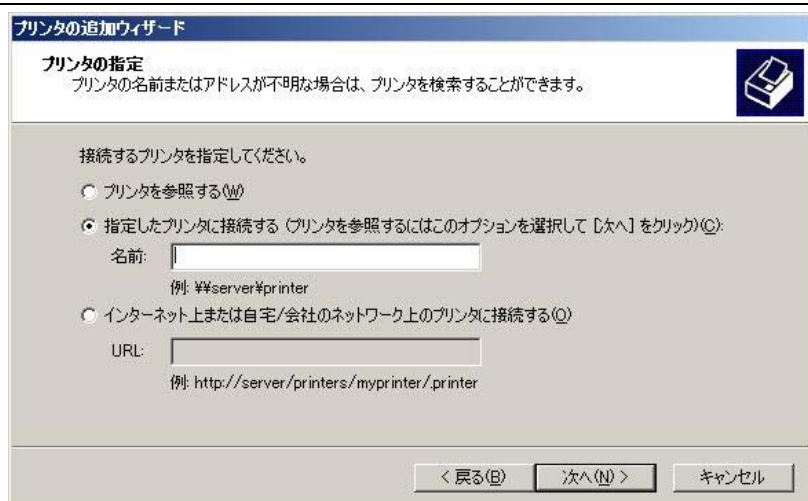 プリンタの追加ウィザード
プリンタの指定
プリンタの名前またはアドレスが不明な場合は、プリンタを検索することができます。
接続するプリンタを指定してください。
プリンタを参照する(W)
指定したプリンタに接続する (プリンタを参照するにはこのオプションを選択して [次へ] をクリック)(C):
名前:
例: ¥¥server¥printer
インターネット上または自宅/会社のネットワーク上のプリンタに接続する(O)
URL:
例: http://server/printers/myprinter/.printer
< 戻る(B) 次へ(N) > キャンセル